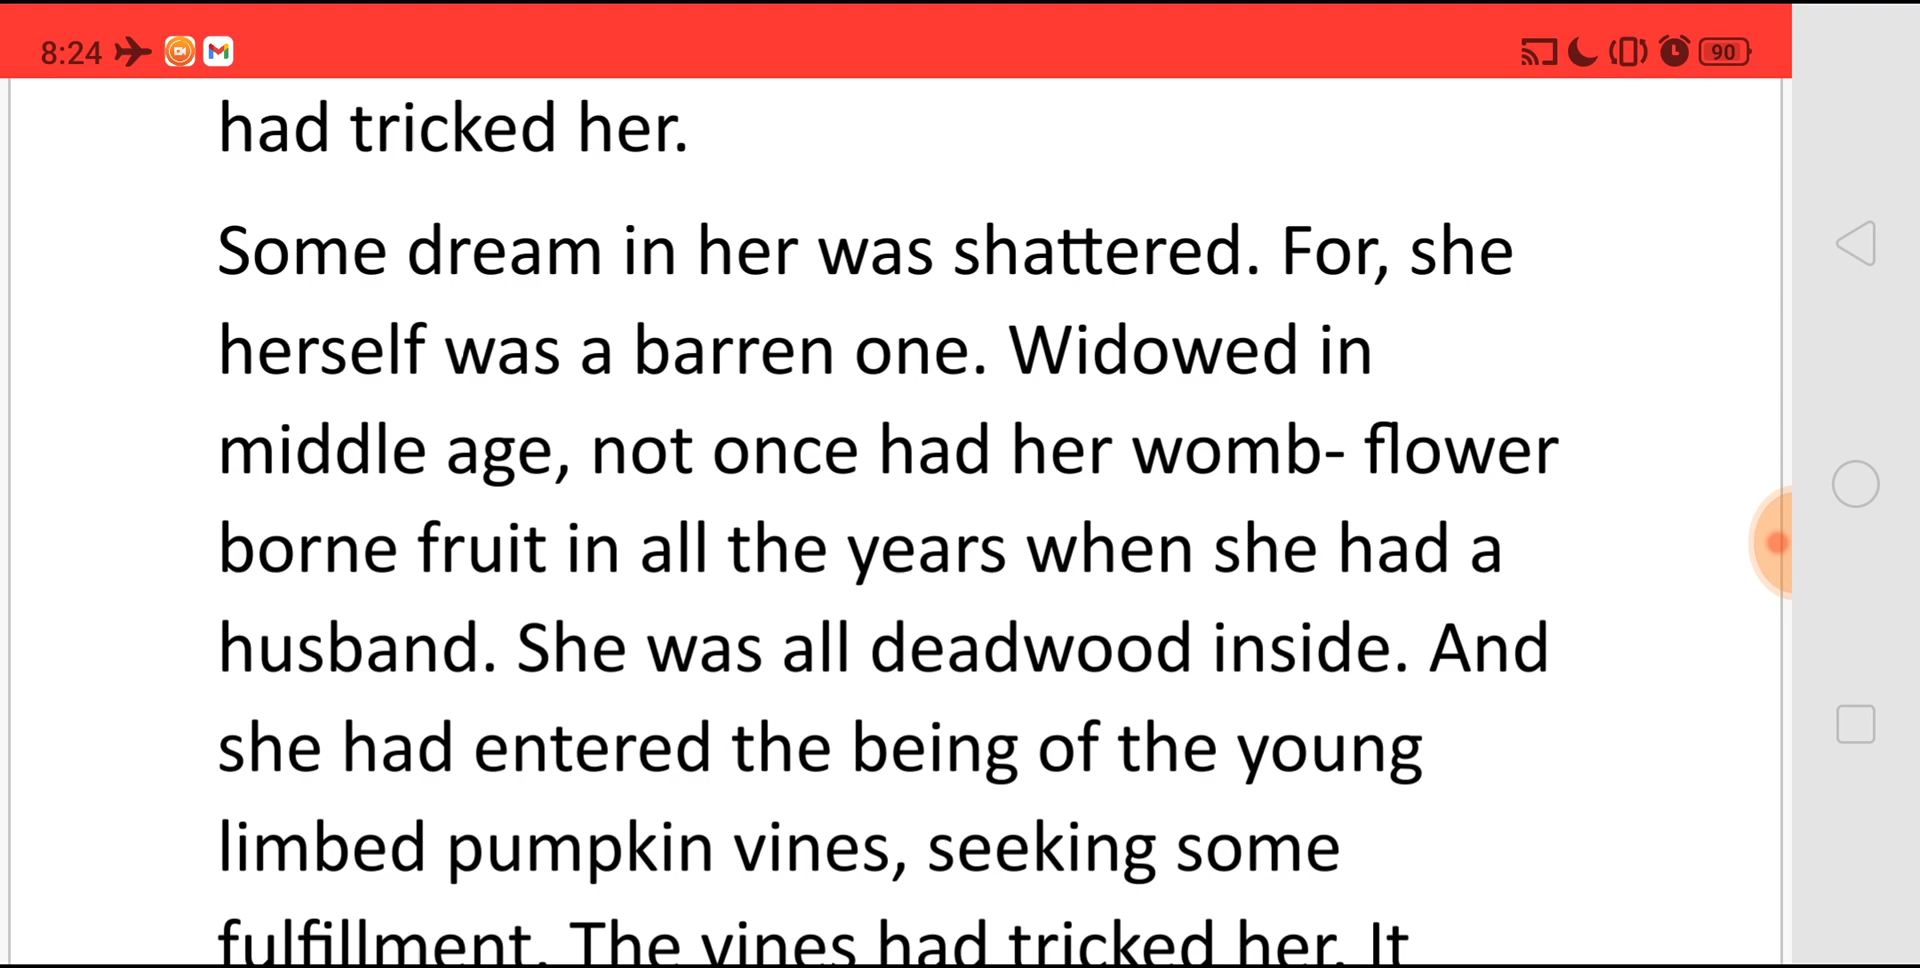 8:24
90
had tricked her.
Some dream in her was shattered. For, she
herself was a barren one. Widowed in
middle age, not once had her womb- flower
borne fruit in all the years when she had a
husband. She was all deadwood inside. And
she had entered the being of the young
limbed pumpkin vines, seeking some
fulfillment. The vines had tricked her. It